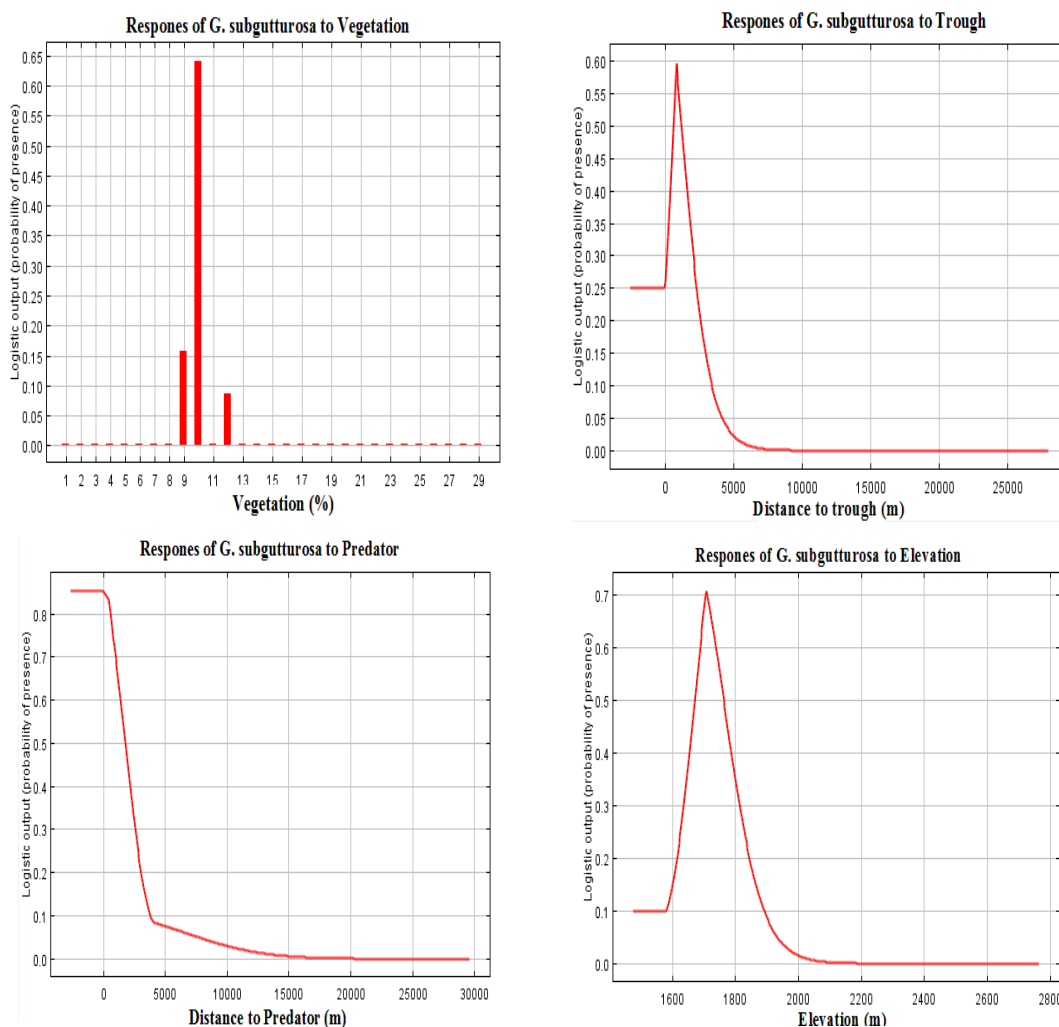 Respones of G. subgutturosa to Vegetation
Logistic output (probability of presence)
0.65
0.60
0.55
0.50
0.45
0.40
0.35
0.30
0.25
0.20
0.15
0.10
0.05
0.00
1 2 3 4 5 6 7 8 9 11 13 15 17 19 21 23 25 27 29
Vegetation (%)
Respones of G. subgutturosa to Trough
Logistic output (probability of presence)
0.60
0.55
0.50
0.45
0.40
0.35
0.30
0.25
0.20
0.15
0.10
0.05
0.00
0 5000 10000 15000 20000 25000
Distance to trough (m)
Respones of G. subgutturosa to Predator
Logistic output (probability of presence)
0.8
0.7
0.6
0.5
0.4
0.3
0.2
0.1
0.0
0 5000 10000 15000 20000 25000 30000
Distance to Predator (m)
Respones of G. subgutturosa to Elevation
Logistic output (probability of presence)
0.7
0.6
0.5
0.4
0.3
0.2
0.1
0.0
1600 1800 2000 2200 2400 2600 2800
Elevation (m)